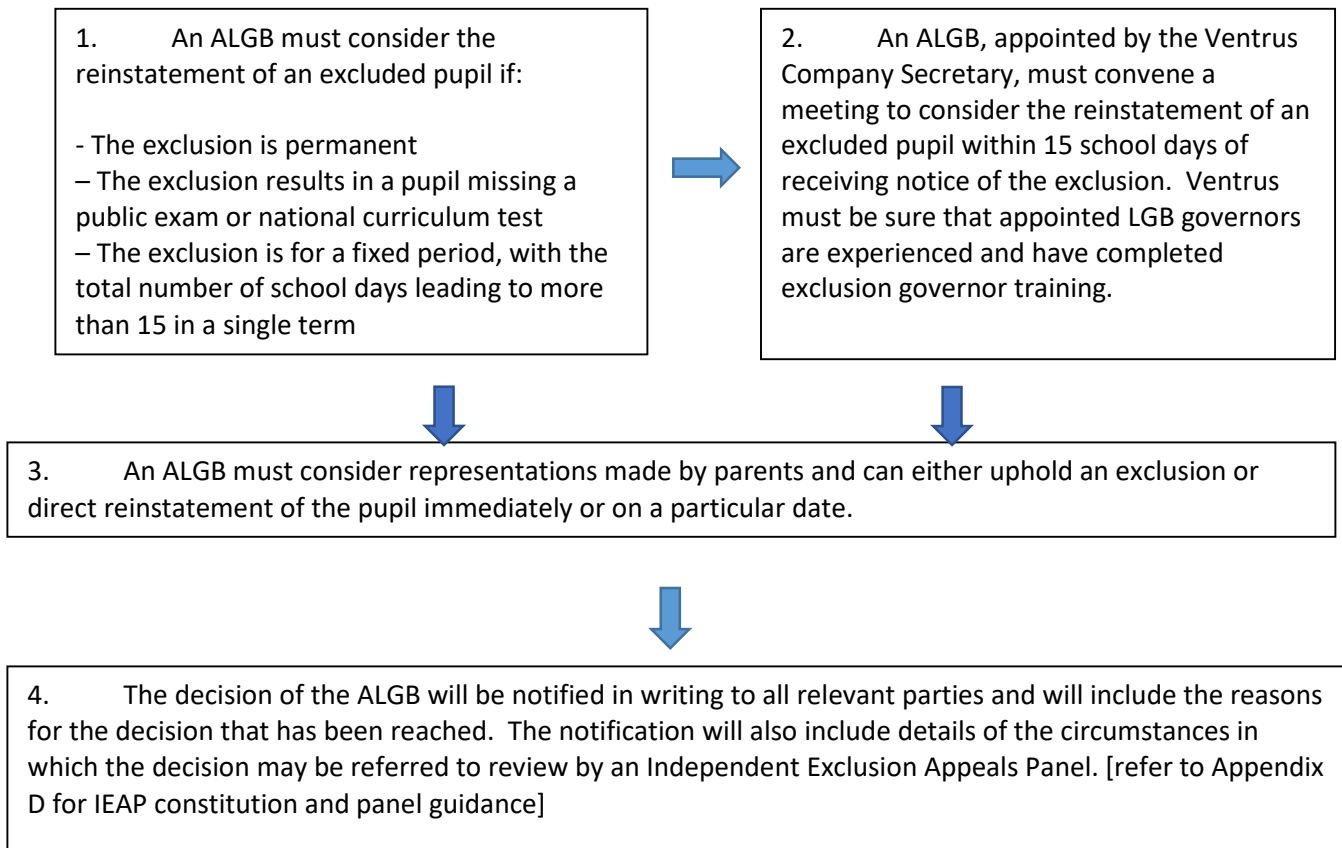 1. An ALGB must consider the
reinstatement of an excluded pupil if:
- The exclusion is permanent
– The exclusion results in a pupil missing a
public exam or national curriculum test
– The exclusion is for a fixed period, with the
total number of school days leading to more
than 15 in a single term
2. An ALGB, appointed by the Ventrus
Company Secretary, must convene a
meeting to consider the reinstatement of an
excluded pupil within 15 school days of
receiving notice of the exclusion. Ventrus
must be sure that appointed LGB governors
are experienced and have completed
exclusion governor training.
3. An ALGB must consider representations made by parents and can either uphold an exclusion or
direct reinstatement of the pupil immediately or on a particular date.
4. The decision of the ALGB will be notified in writing to all relevant parties and will include the reasons
for the decision that has been reached. The notification will also include details of the circumstances in
which the decision may be referred to review by an Independent Exclusion Appeals Panel. [refer to Appendix
D for IEAP constitution and panel guidance]